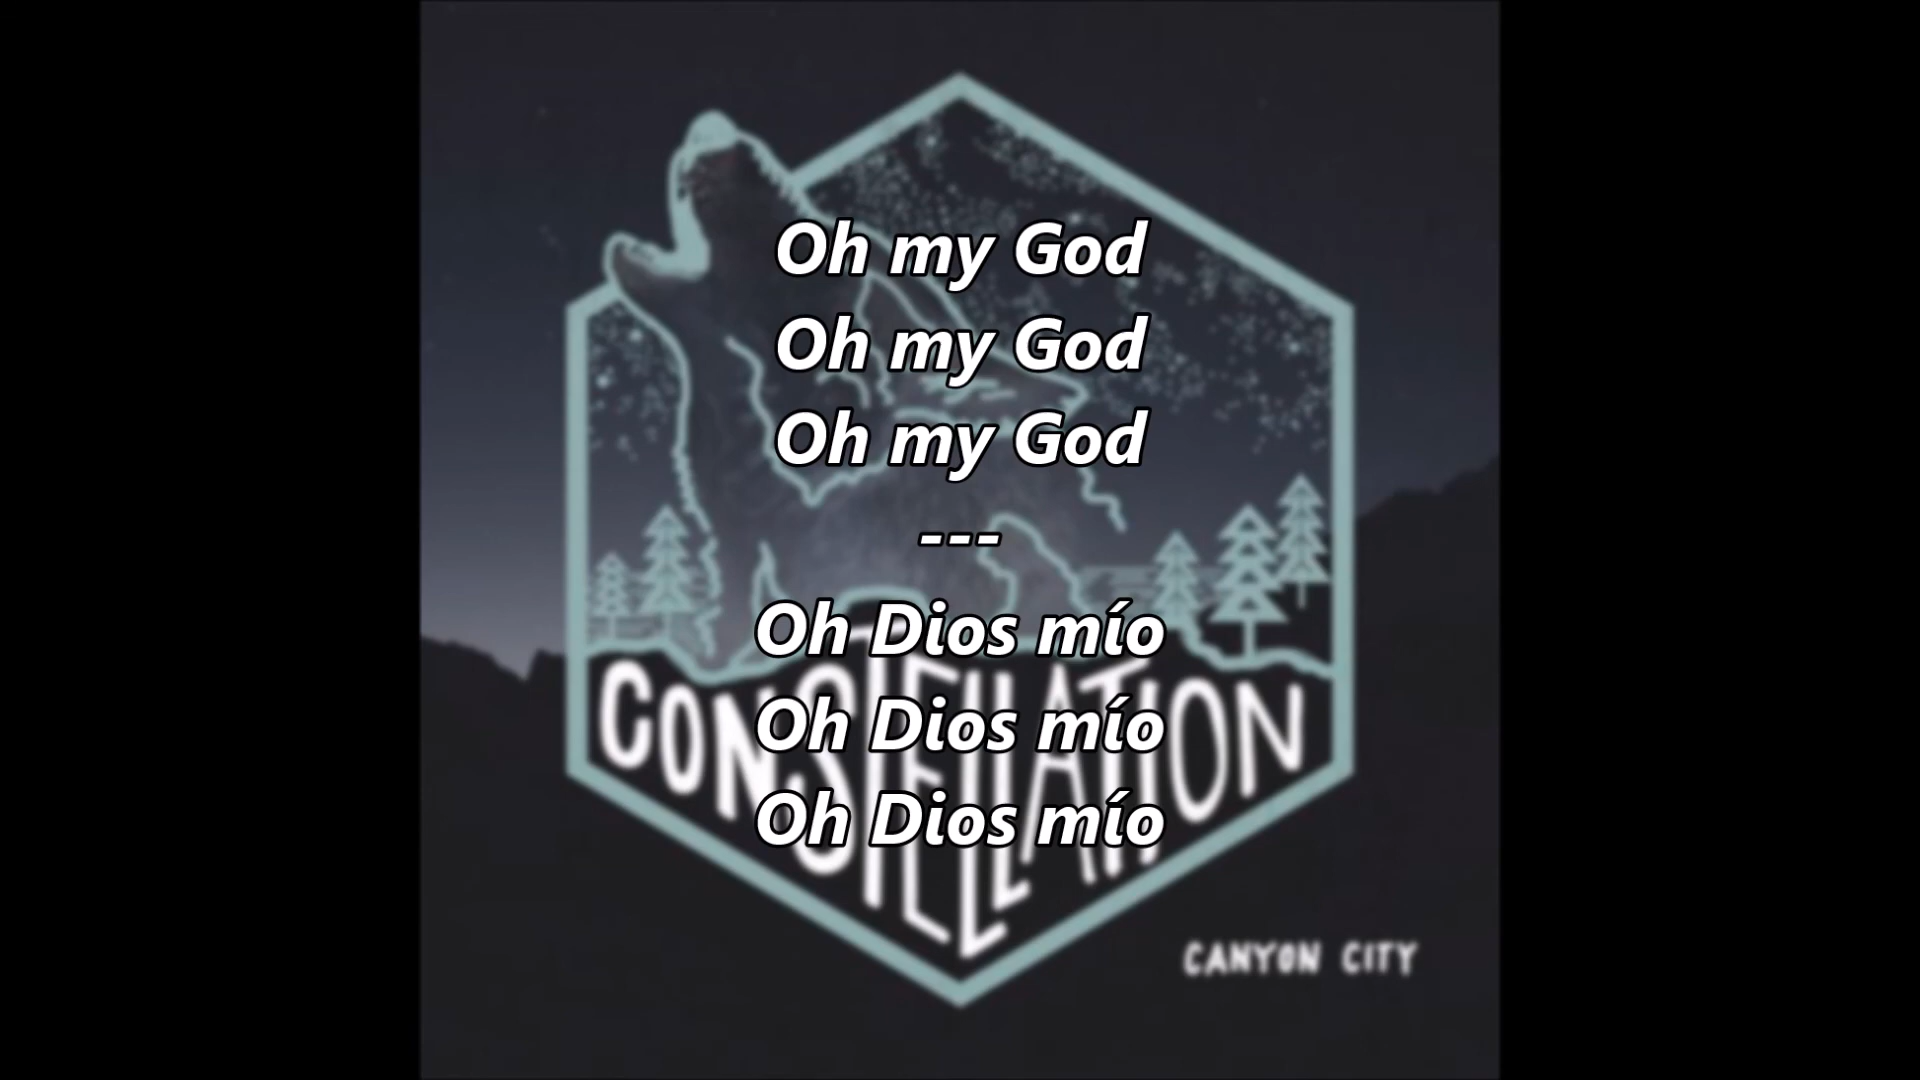 Oh my God
Oh my God
Oh my God
---
Oh Dios mío
Oh Dios mío
Oh Dios mío
CONSTELLATION
CANYON CITY